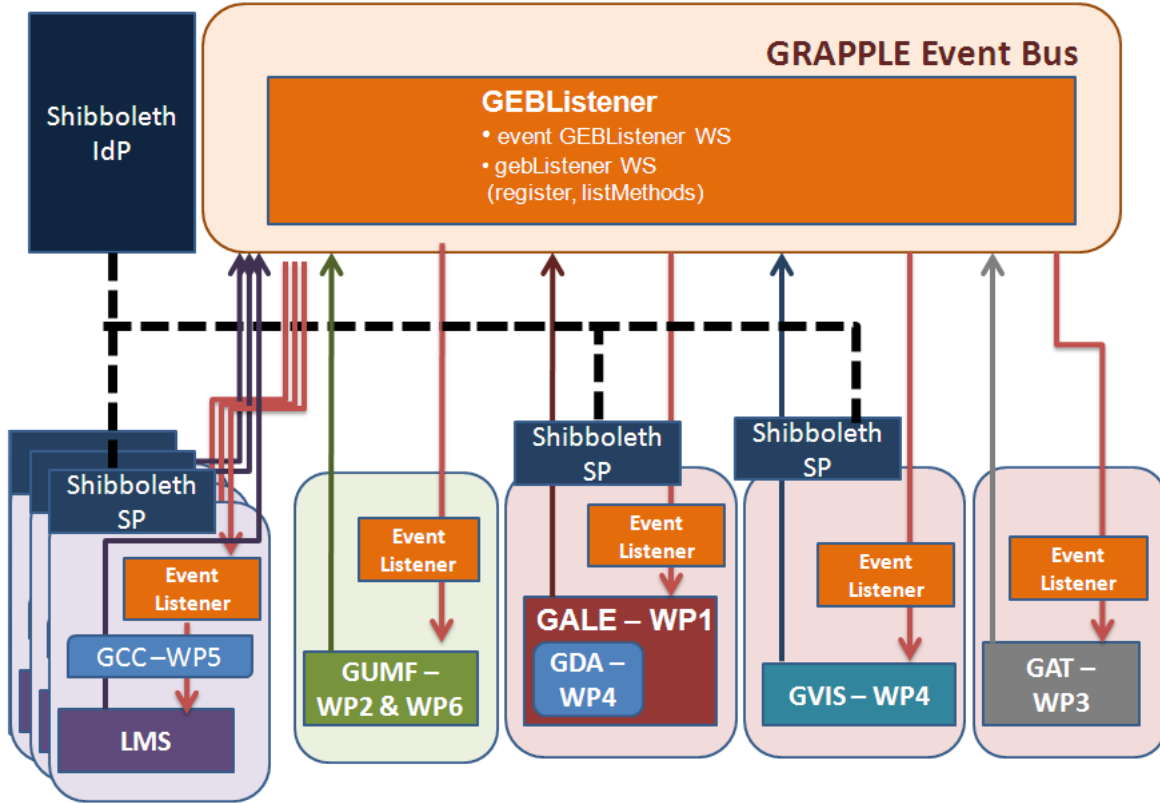 GRAPPLE Event Bus
Shibboleth
IdP
GEBListener
• event GEBListener WS
• gebListener WS
(register, listMethods)
Shibboleth
SP
Event
Listener
GCC –WP5
LMS
Event
Listener
GUMF –
WP2 & WP6
Shibboleth
SP
Event
Listener
GALE – WP1
GDA –
WP4
Shibboleth
SP
Event
Listener
GVIS – WP4
Event
Listener
GAT –
WP3